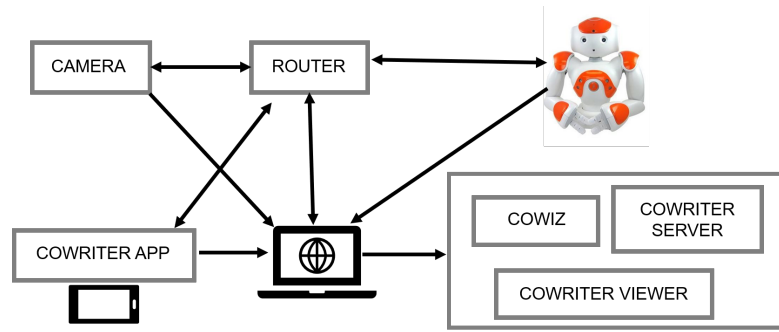 CAMERA
ROUTER
COWRITER APP
COWIZ
COWRITER
SERVER
COWRITER VIEWER